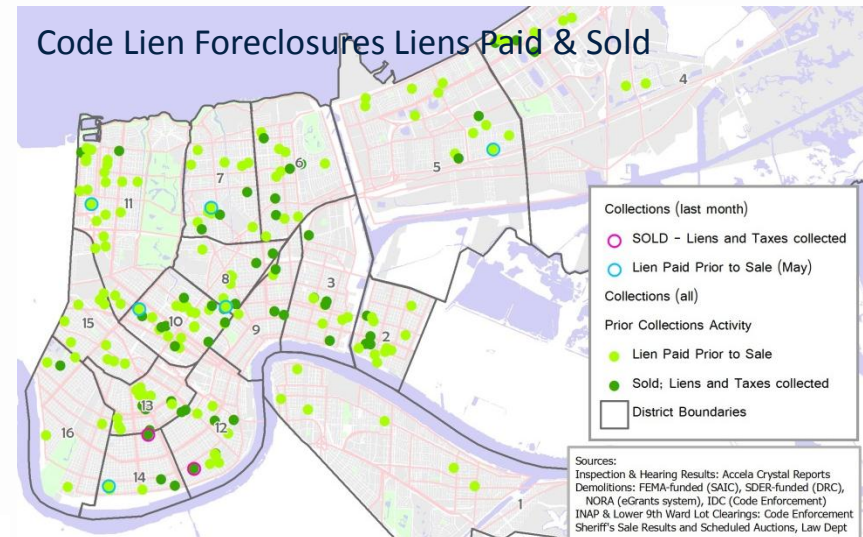 Code Lien Foreclosures Liens Paid & Sold
4
6
7
5
11
8
3
15
10
9
2
13
16
12
14
1
Collections (last month)
SOLD - Liens and Taxes collected
Lien Paid Prior to Sale (May)
Collections (all)
Prior Collections Activity
Lien Paid Prior to Sale
Sold; Liens and Taxes collected
District Boundaries
Sources:
Inspection & Hearing Results: Accela Crystal Reports
Demolitions: FEMA-funded (SAIC), SDER-funded (DRC),
NORA (eGrants system), IDC (Code Enforcement)
INAP & Lower 9th Ward Lot Clearings: Code Enforcement
Sheriff's Sale Results and Scheduled Auctions, Law Dept